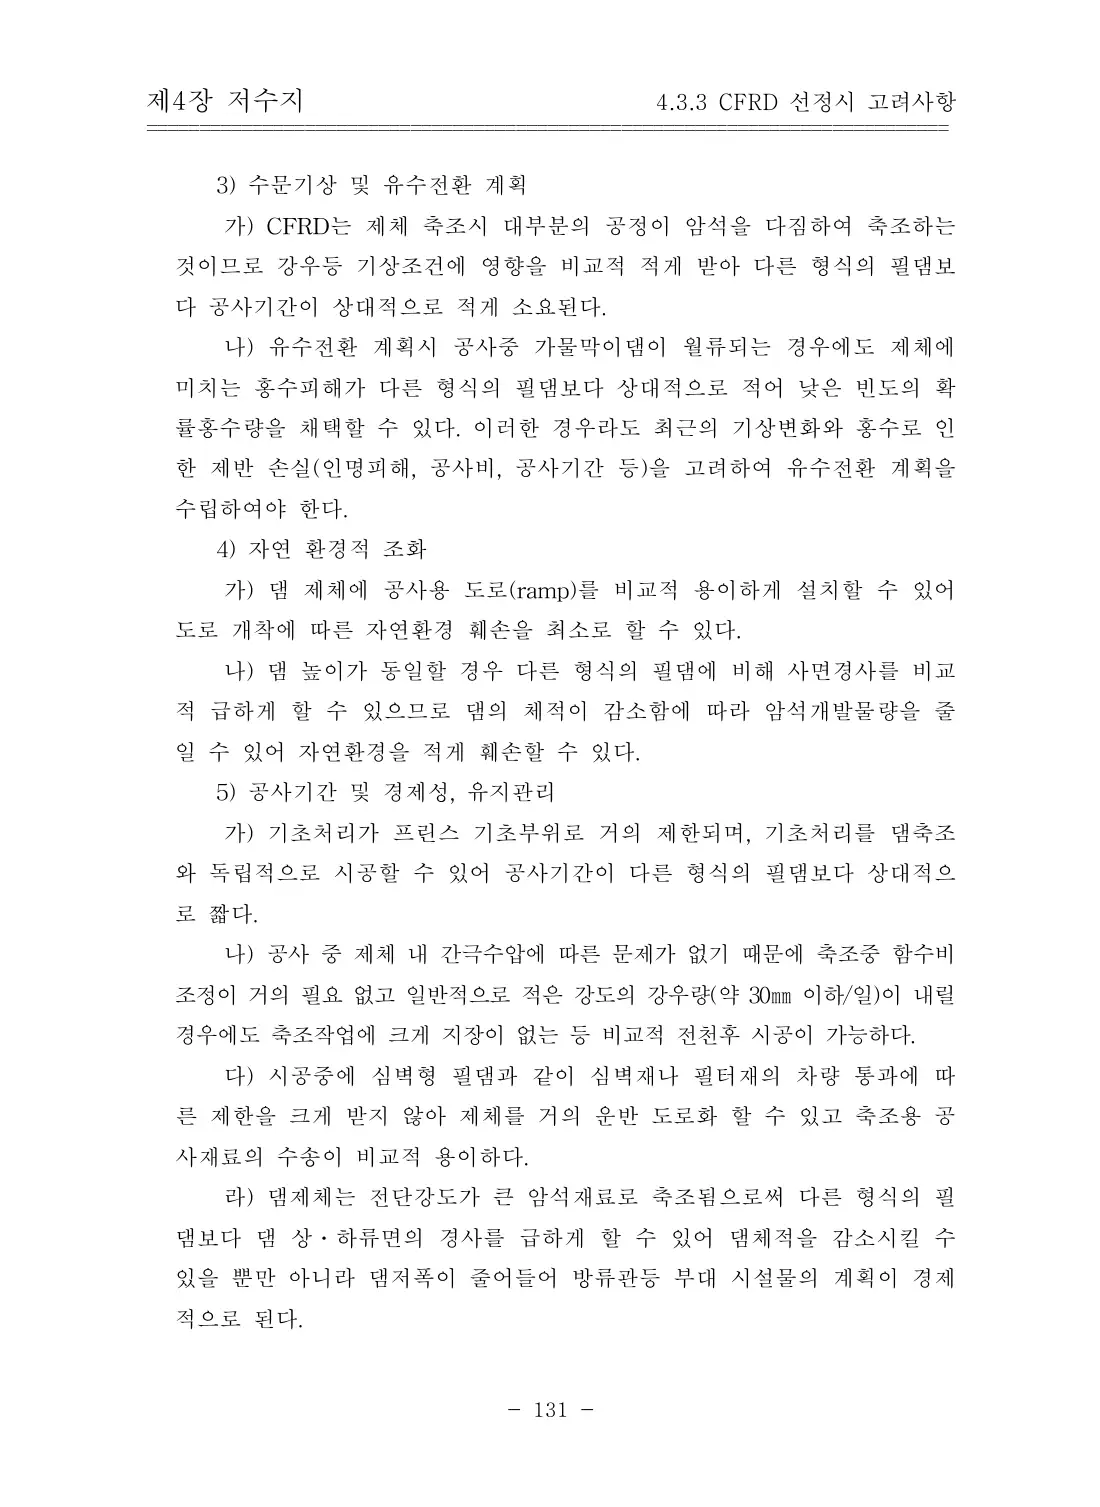 제4장 저수지
4.3.3 CFRD 선정시 고려사항
3) 수문기상 및 유수전환 계획
가) CFRD는 제체 축조시 대부분의 공정이 암석을 다짐하여 축조하는
것이므로 강우등 기상조건에 영향을 비교적 적게 받아 다른 형식의 필댐보
다 공사기간이 상대적으로 적게 소요된다.
나) 유수전환 계획시 공사중 가물막이댐이 월류되는 경우에도 제체에
미치는 홍수피해가 다른 형식의 필댐보다 상대적으로 적어 낮은 빈도의 확
률홍수량을 채택할 수 있다. 이러한 경우라도 최근의 기상변화와 홍수로 인
한 제반 손실(인명피해, 공사비, 공사기간 등)을 고려하여 유수전환 계획을
수립하여야 한다.
4) 자연 환경적 조화
가) 댐 제체에 공사용 도로(ramp)를 비교적 용이하게 설치할 수 있어
도로 개착에 따른 자연환경 훼손을 최소로 할 수 있다.
나) 댐 높이가 동일할 경우 다른 형식의 필댐에 비해 사면경사를 비교
적 급하게 할 수 있으므로 댐의 체적이 감소함에 따라 암석개발물량을 줄
일 수 있어 자연환경을 적게 훼손할 수 있다.
5) 공사기간 및 경제성, 유지관리
가) 기초처리가 프린스 기초부위로 거의 제한되며, 기초처리를 댐축조
와 독립적으로 시공할 수 있어 공사기간이 다른 형식의 필댐보다 상대적으
로 짧다.
나) 공사 중 제체 내 간극수압에 따른 문제가 없기 때문에 축조중 함수비
조정이 거의 필요 없고 일반적으로 적은 강도의 강우량(약 30㎜ 이하/일)이 내릴
경우에도 축조작업에 크게 지장이 없는 등 비교적 전천후 시공이 가능하다.
다) 시공중에 심벽형 필댐과 같이 심벽재나 필터재의 차량 통과에 따
른 제한을 크게 받지 않아 제체를 거의 운반 도로화 할 수 있고 축조용 공
사재료의 수송이 비교적 용이하다.
라) 댐제체는 전단강도가 큰 암석재료로 축조됨으로써 다른 형식의 필
댐보다 댐 상·하류면의 경사를 급하게 할 수 있어 댐체적을 감소시킬 수
있을 뿐만 아니라 댐저폭이 줄어들어 방류관등 부대 시설물의 계획이 경제
적으로 된다.
- 131 -